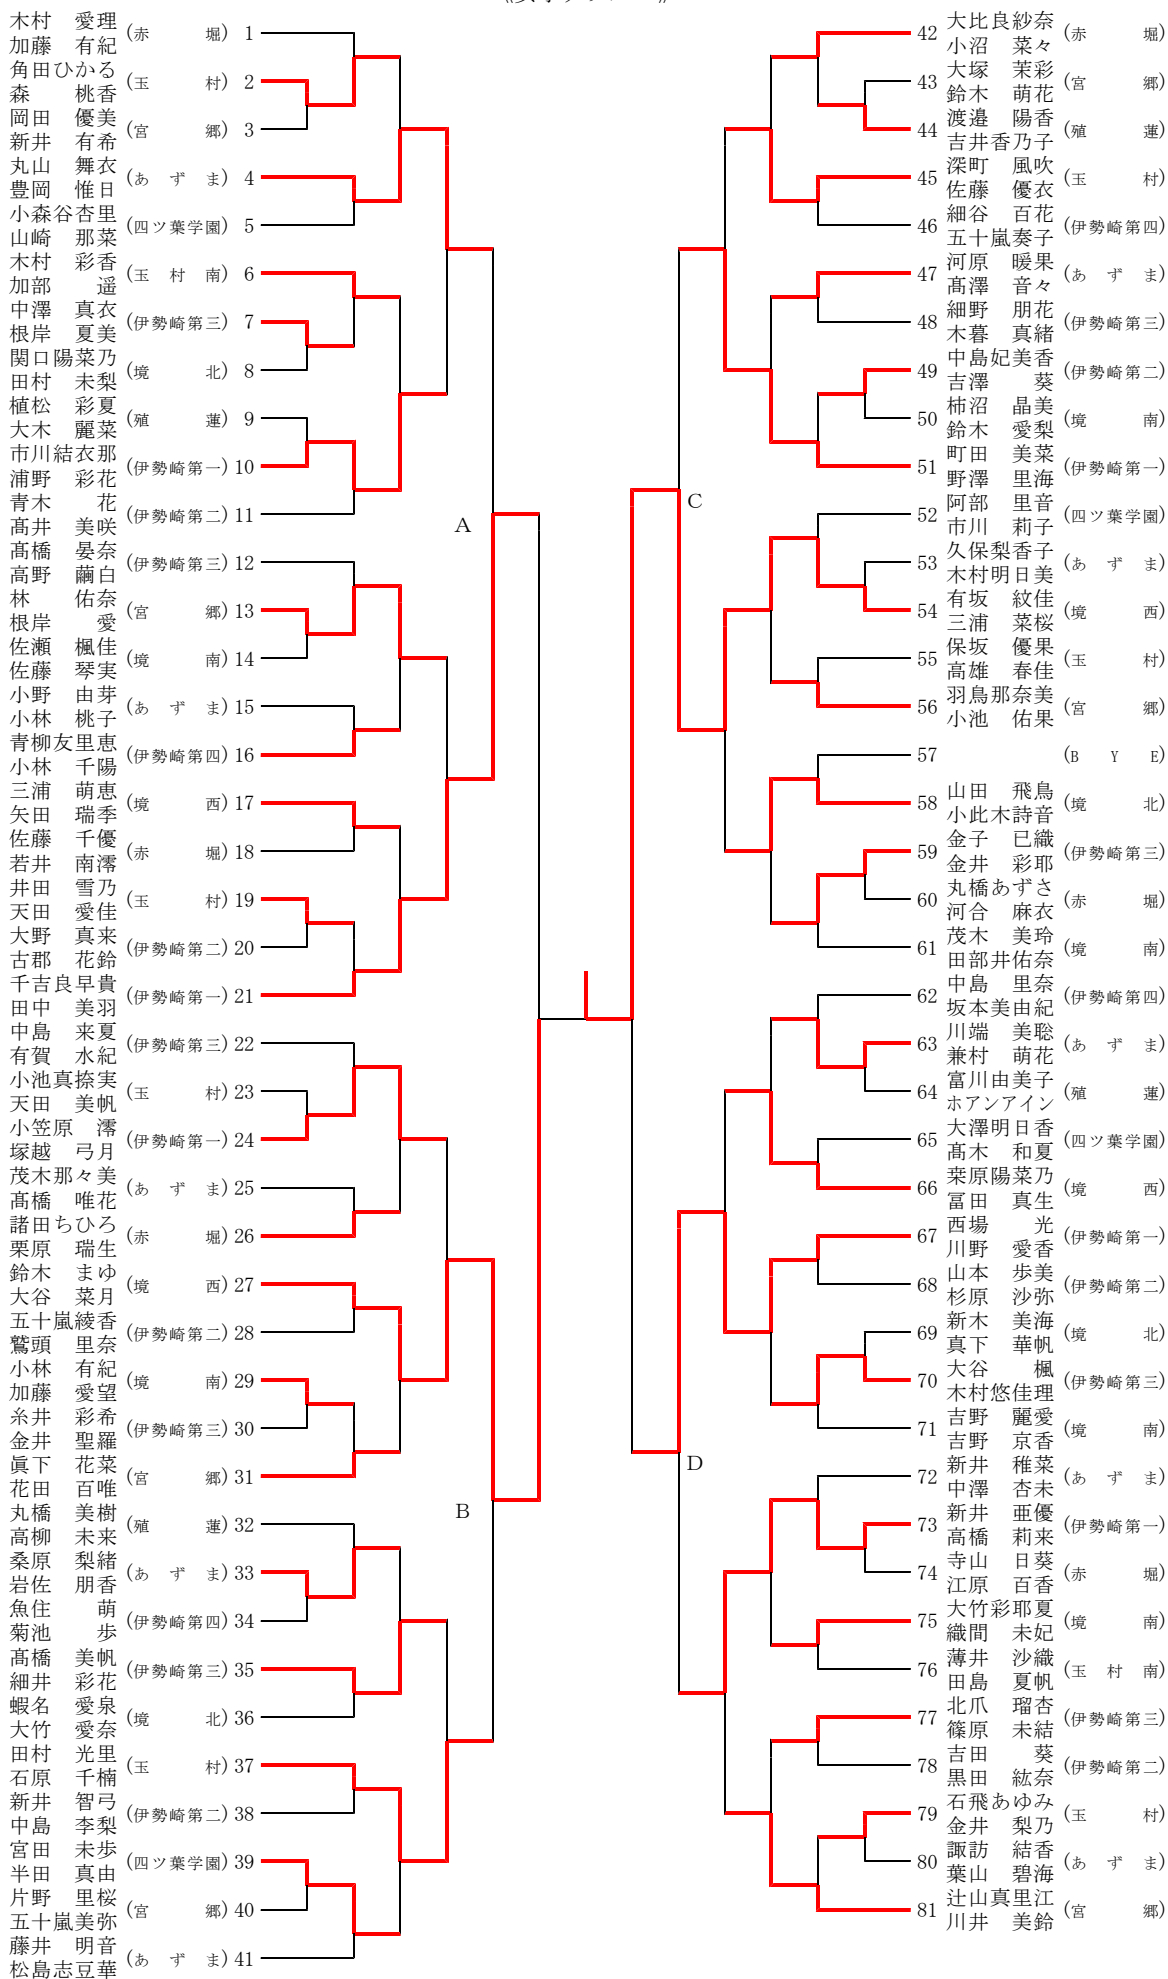 木村　愛理
加藤　有紀
(赤　堀) 1
角田ひかる
森　桃香
(玉　村) 2
岡田　優美
新井　有希
(宮　郷) 3
丸山　舞衣
豊岡　惟日
(あ　ず　ま) 4
小森谷杏里
山崎　那菜
(四ツ葉学園) 5
木村　彩香
加部　遥
(玉　村　南) 6
中澤　真衣
根岸　夏美
(伊勢崎第三) 7
関口陽菜乃
田村　未梨
(境　北) 8
植松　彩夏
大木　麗菜
(殖　蓮) 9
市川結衣那
浦野　彩花
(伊勢崎第一) 10
青木　花
髙井　美咲
(伊勢崎第二) 11
髙橋　晏奈
高野　繭白
(伊勢崎第三) 12
林　佑奈
根岸　愛
(宮　郷) 13
佐瀬　楓佳
佐藤　琴実
(境　南) 14
小野　由芽
小林　桃子
(あ　ず　ま) 15
青柳友里恵
小林　千陽
(伊勢崎第四) 16
三浦　萌恵
矢田　瑞季
(境　西) 17
佐藤　千優
若井　南澪
(赤　堀) 18
井田　雪乃
天田　愛佳
(玉　村) 19
大野　真来
古郡　花鈴
(伊勢崎第二) 20
千吉良早貴
田中　美羽
(伊勢崎第一) 21
中島　来夏
有賀　水紀
(伊勢崎第三) 22
小池真捺実
天田　美帆
(玉　村) 23
小笠原　澪
塚越　弓月
(伊勢崎第一) 24
茂木那々美
髙橋　唯花
(あ　ず　ま) 25
諸田ちひろ
栗原　瑞生
(赤　堀) 26
鈴木　まゆ
大谷　菜月
(境　西) 27
五十嵐綾香
鷲頭　里奈
(伊勢崎第二) 28
小林　有紀
加藤　愛望
(境　南) 29
糸井　彩希
金井　聖羅
(伊勢崎第三) 30
眞下　花菜
花田　百唯
(宮　郷) 31
丸橋　美樹
高柳　未来
(殖　蓮) 32
桑原　梨緒
岩佐　朋香
(あ　ず　ま) 33
魚住　萌
菊池　歩
(伊勢崎第四) 34
髙橋　美帆
細井　彩花
(伊勢崎第三) 35
蝦名　愛泉
大竹　愛奈
(境　北) 36
田村　光里
石原　千楠
(玉　村) 37
新井　智弓
中島　李梨
(伊勢崎第二) 38
宮田　未歩
半田　真由
(四ツ葉学園) 39
片野　里桜
五十嵐美弥
(宮　郷) 40
藤井　明音
松島志豆華
(あ　ず　ま) 41
A
B
C
D
42 大比良紗奈
小沼　菜々
(赤　堀)
43 大塚　茉彩
鈴木　萌花
(宮　郷)
44 渡邉　陽香
吉井香乃子
(殖　蓮)
45 深町　風吹
佐藤　優衣
(玉　村)
46 細谷　百花
五十嵐奏子
(伊勢崎第四)
47 河原　暖果
髙澤　音々
(あ　ず　ま)
48 細野　朋花
木暮　真緒
(伊勢崎第三)
49 中島妃美香
吉澤　葵
(伊勢崎第二)
50 柿沼　晶美
鈴木　愛梨
(境　南)
51 町田　美菜
野澤　里海
(伊勢崎第一)
52 阿部　里音
市川　莉子
(四ツ葉学園)
53 久保梨香子
木村明日美
(あ　ず　ま)
54 有坂　紋佳
三浦　菜桜
(境　西)
55 保坂　優果
高雄　春佳
(玉　村)
56 羽鳥那奈美
小池　佑果
(宮　郷)
57 (B　Y　E)
58 山田　飛鳥
小此木詩音
(境　北)
59 金子　已織
金井　彩耶
(伊勢崎第三)
60 丸橋あずさ
河合　麻衣
(赤　堀)
61 茂木　美玲
田部井佑奈
(境　南)
62 中島　里奈
坂本美由紀
(伊勢崎第四)
63 川端　美聡
兼村　萌花
(あ　ず　ま)
64 富川由美子
ホアンアイン
(殖　蓮)
65 大澤明日香
髙木　和夏
(四ツ葉学園)
66 桒原陽菜乃
冨田　真生
(境　西)
67 西場　光
川野　愛香
(伊勢崎第一)
68 山本　歩美
杉原　沙弥
(伊勢崎第二)
69 新木　美海
真下　華帆
(境　北)
70 大谷　楓
木村悠佳理
(伊勢崎第三)
71 吉野　麗愛
吉野　京香
(境　南)
72 新井　稚菜
中澤　杏未
(あ　ず　ま)
73 新井　亜優
高橋　莉来
(伊勢崎第一)
74 寺山　日葵
江原　百香
(赤　堀)
75 大竹彩耶夏
織間　未妃
(境　南)
76 薄井　沙織
田島　夏帆
(玉　村　南)
77 北爪　瑠杏
篠原　未結
(伊勢崎第三)
78 吉田　葵
黒田　紘奈
(伊勢崎第二)
79 石飛あゆみ
金井　梨乃
(玉　村)
80 諏訪　結香
葉山　碧海
(あ　ず　ま)
81 辻山真里江
川井　美鈴
(宮　郷)